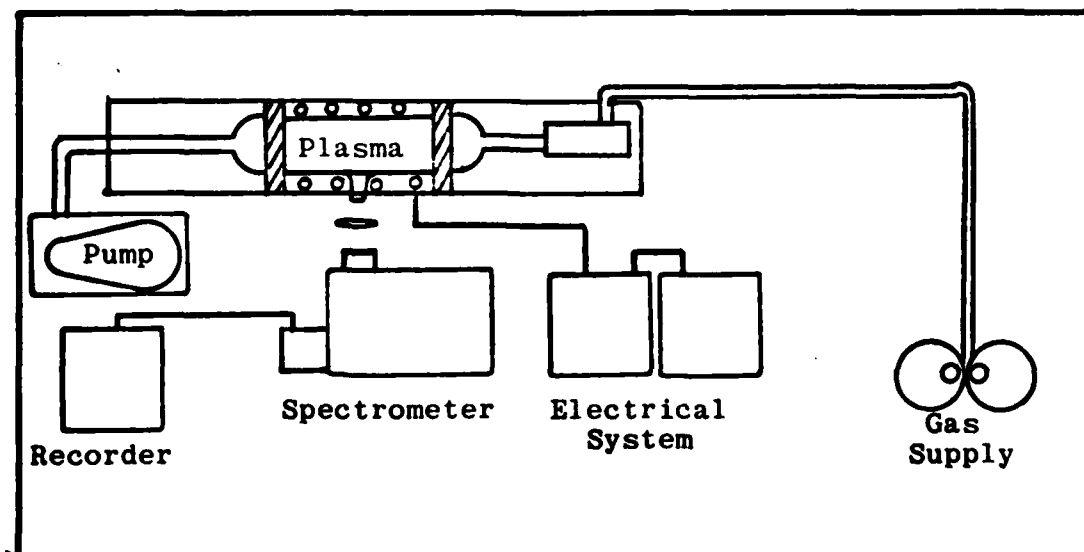 Plasma
Pump
Spectrometer
Electrical
System
Gas
Supply
Recorder